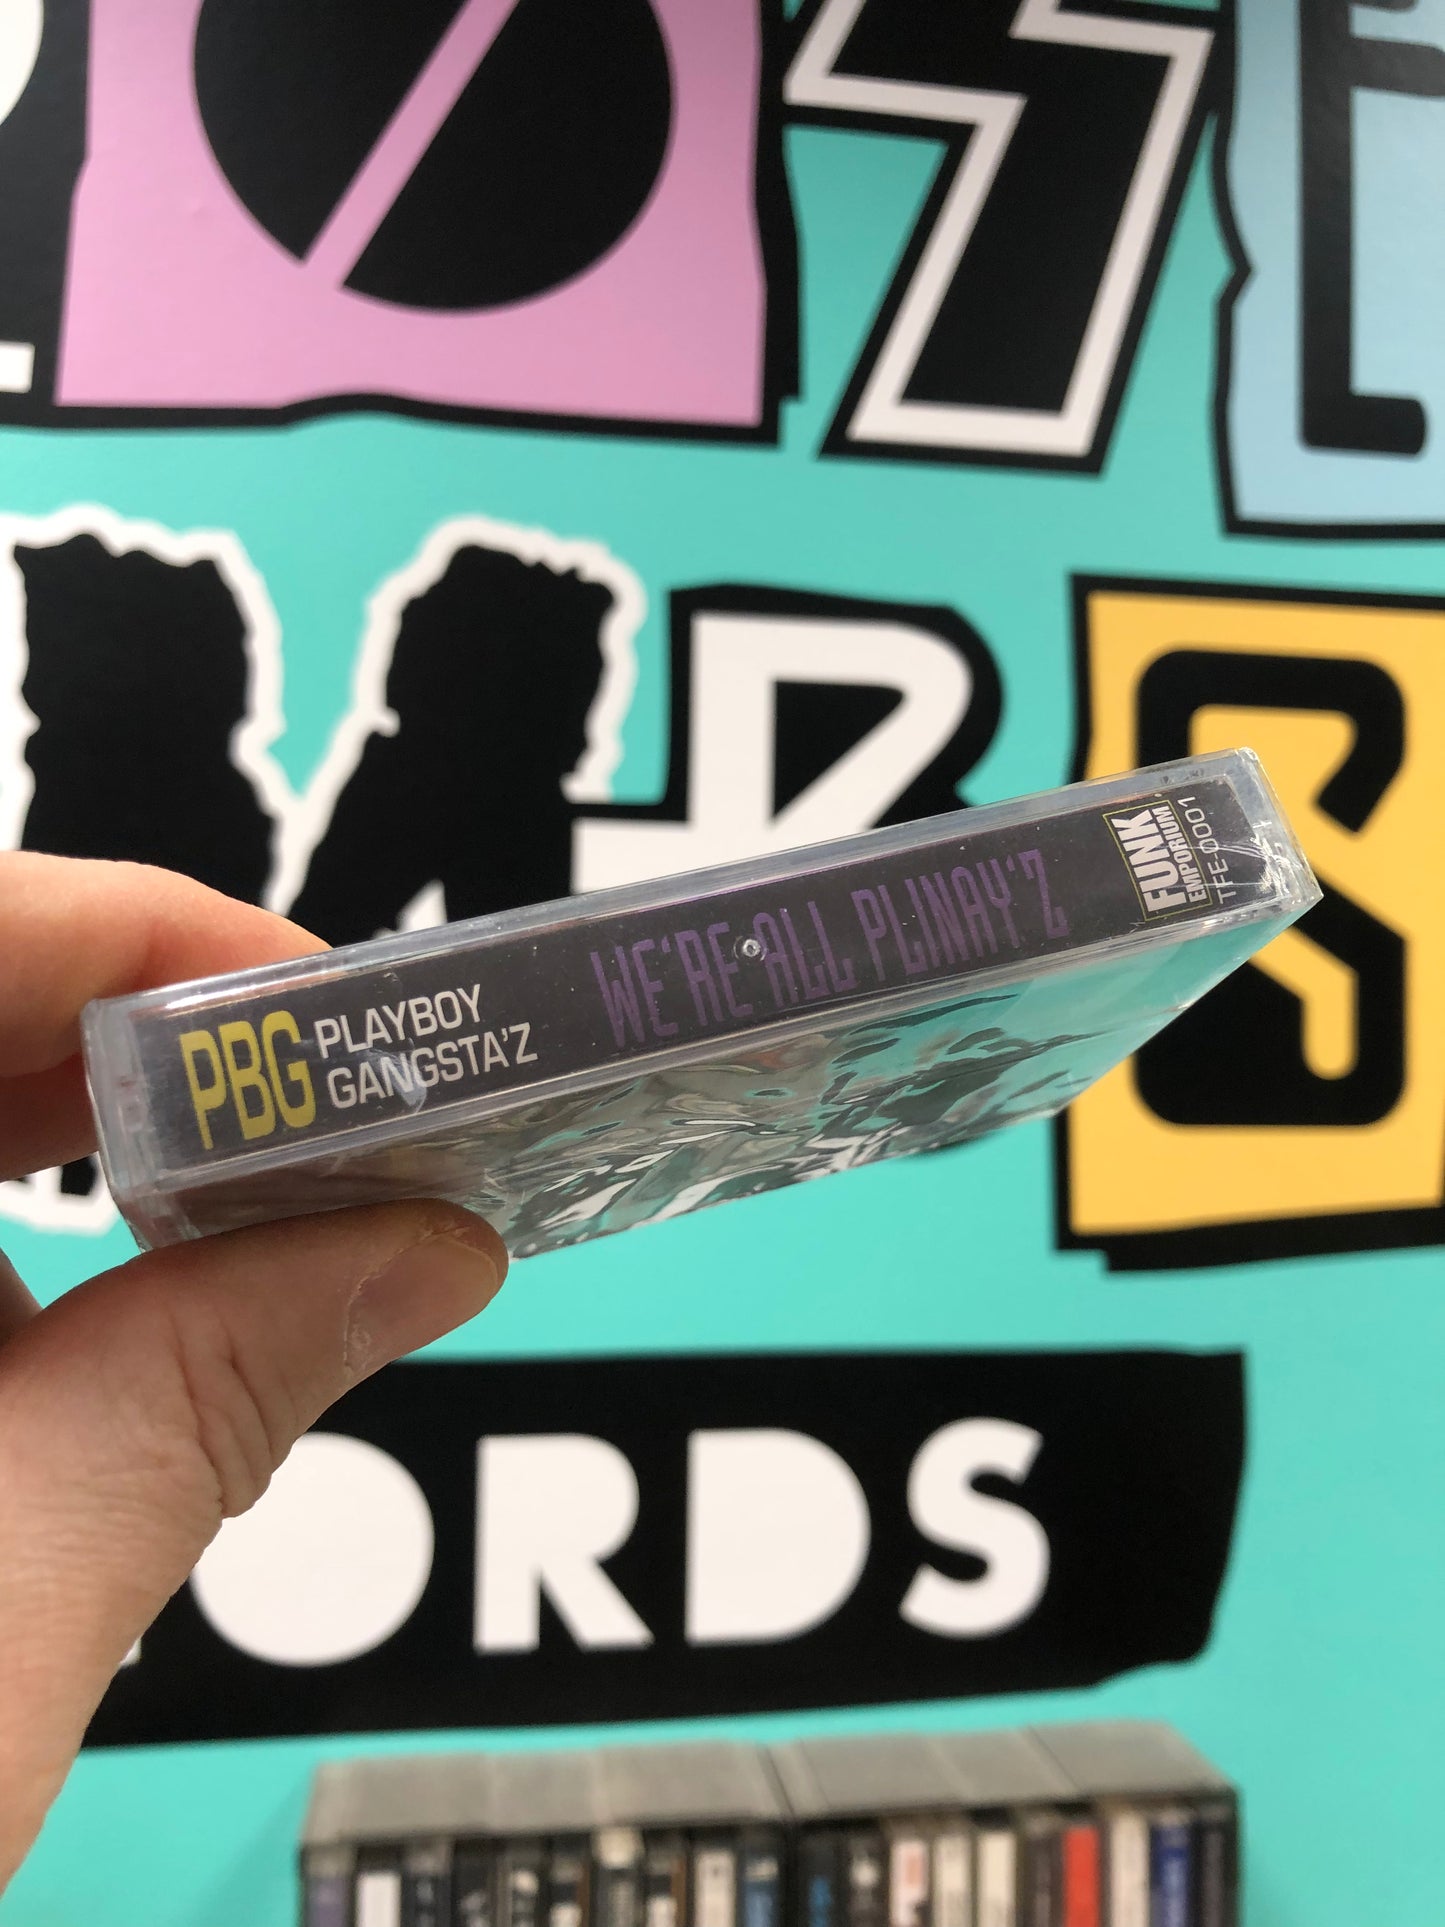 PBG
PLAYBOY
GANGSTA'Z
WE'RE ALL PLINAY'Z
FUNK
EMPORIUM
TFE-0001
ORDS